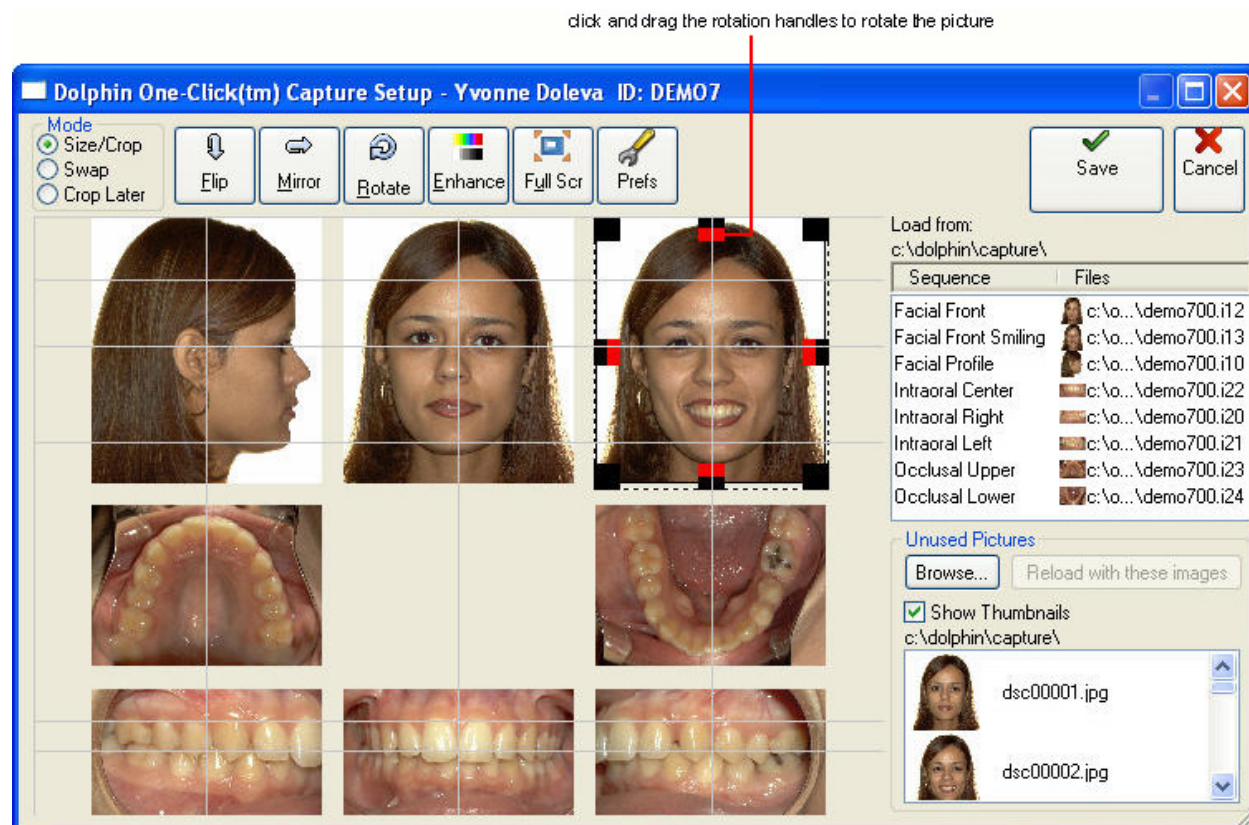 click and drag the rotation handles to rotate the picture
Dolphin One-Click(tm) Capture Setup - Yvonne Doleva ID: DEMO7
Mode
Size/Crop
Swap
Crop Later
Flip
Mirror
Rotate
Enhance
Full Scr
Prefs
Save
Cancel
Load from:
c:\dolphin\capture\
Sequence Files
Facial Front c:\o...\demo700.i12
Facial Front Smiling c:\o...\demo700.i13
Facial Profile c:\o...\demo700.i10
Intraoral Center c:\o...\demo700.i22
Intraoral Right c:\o...\demo700.i20
Intraoral Left c:\o...\demo700.i21
Occlusal Upper c:\o...\demo700.i23
Occlusal Lower c:\o...\demo700.i24
Unused Pictures
Browse... Reload with these images
Show Thumbnails
c:\dolphin\capture\
dsc00001.jpg
dsc00002.jpg